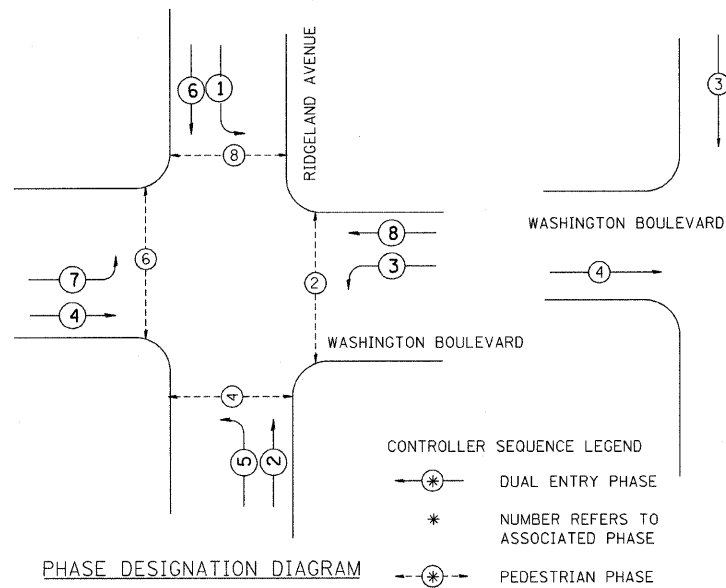 RIDGELAND AVENUE
6 1
8
3
WASHINGTON BOULEVARD
8
6
3
2
7
4
4
WASHINGTON BOULEVARD
4
5 2
CONTROLLER SEQUENCE LEGEND
* DUAL ENTRY PHASE
* NUMBER REFERS TO
ASSOCIATED PHASE
* PEDESTRIAN PHASE
PHASE DESIGNATION DIAGRAM